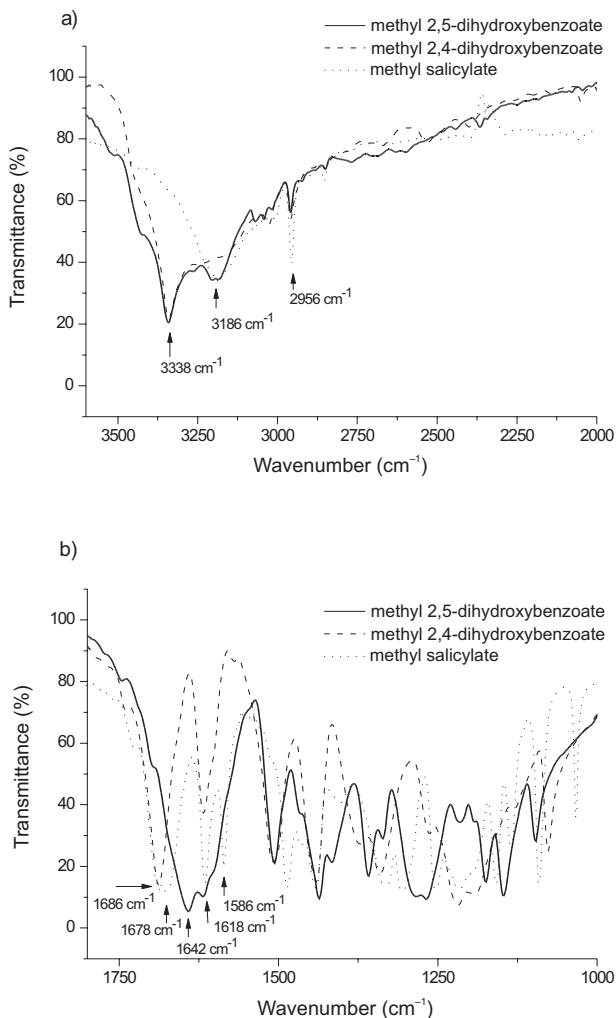 a)
methyl 2,5-dihydroxybenzoate
methyl 2,4-dihydroxybenzoate
methyl salicylate
100
80
60
40
20
0
Transmittance (%)
2956 cm⁻¹
3186 cm⁻¹
3338 cm⁻¹
3500 3250 3000 2750 2500 2250 2000
Wavenumber (cm⁻¹)
b)
methyl 2,5-dihydroxybenzoate
methyl 2,4-dihydroxybenzoate
methyl salicylate
100
80
60
40
20
0
Transmittance (%)
1686 cm⁻¹
1586 cm⁻¹
1678 cm⁻¹
1618 cm⁻¹
1642 cm⁻¹
1750 1500 1250 1000
Wavenumber (cm⁻¹)